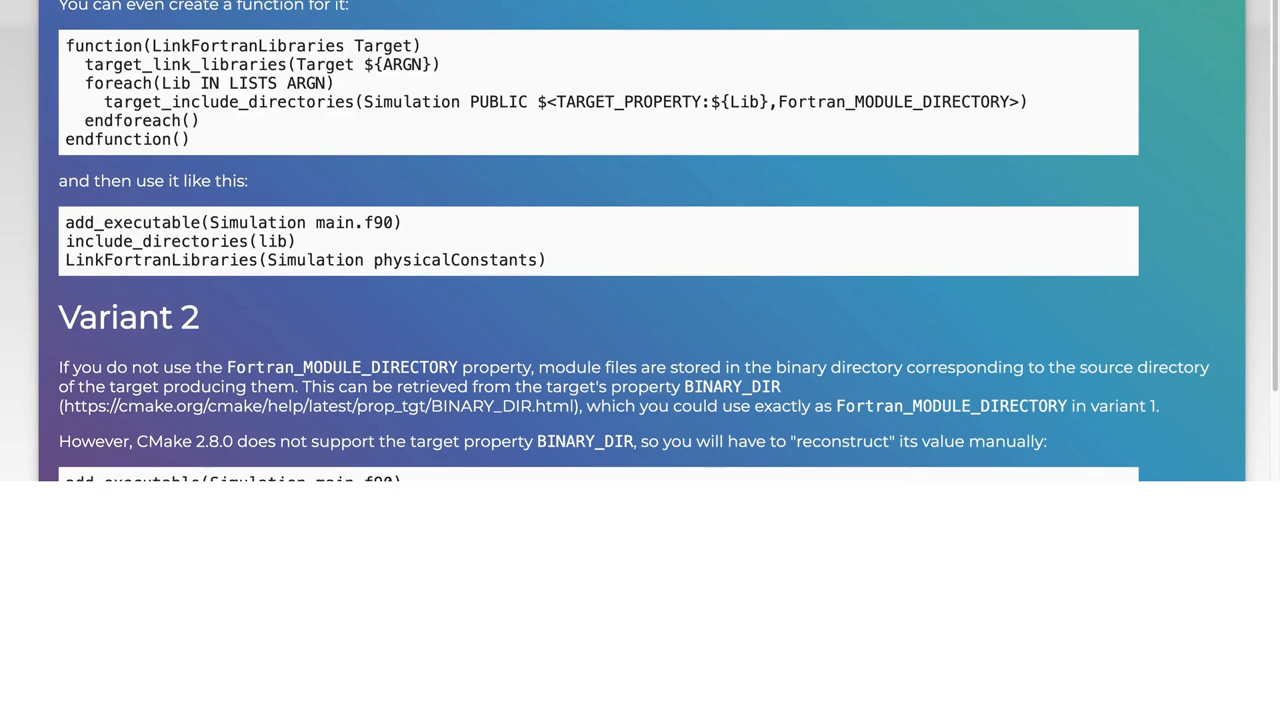 You can even create a function for it:
function(LinkFortranLibraries Target)
  target_link_libraries(Target ${ARGN})
  foreach(Lib IN LISTS ARGN)
    target_include_directories(Simulation PUBLIC $<TARGET_PROPERTY:${Lib},Fortran_MODULE_DIRECTORY>)
  endforeach()
endfunction()
and then use it like this:
add_executable(Simulation main.f90)
include_directories(lib)
LinkFortranLibraries(Simulation physicalConstants)
Variant 2
If you do not use the Fortran_MODULE_DIRECTORY property, module files are stored in the binary directory corresponding to the source directory
of the target producing them. This can be retrieved from the target's property BINARY_DIR
(https://cmake.org/cmake/help/latest/prop_tgt/BINARY_DIR.html), which you could use exactly as Fortran_MODULE_DIRECTORY in variant 1.
However, CMake 2.8.0 does not support the target property BINARY_DIR, so you will have to "reconstruct" its value manually:
add_executable(Simulation main.f90)